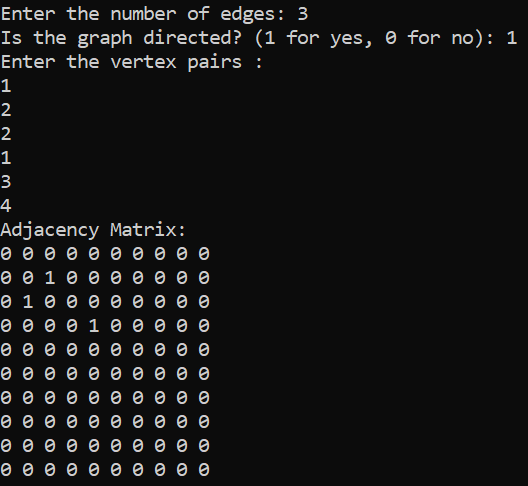 Enter the number of edges: 3
Is the graph directed? (1 for yes, 0 for no): 1
Enter the vertex pairs :
1
2
2
1
3
4
Adjacency Matrix:
0 0 0 0 0 0 0 0 0 0
0 0 1 0 0 0 0 0 0 0
0 1 0 0 0 0 0 0 0 0
0 0 0 0 1 0 0 0 0 0
0 0 0 0 0 0 0 0 0 0
0 0 0 0 0 0 0 0 0 0
0 0 0 0 0 0 0 0 0 0
0 0 0 0 0 0 0 0 0 0
0 0 0 0 0 0 0 0 0 0
0 0 0 0 0 0 0 0 0 0